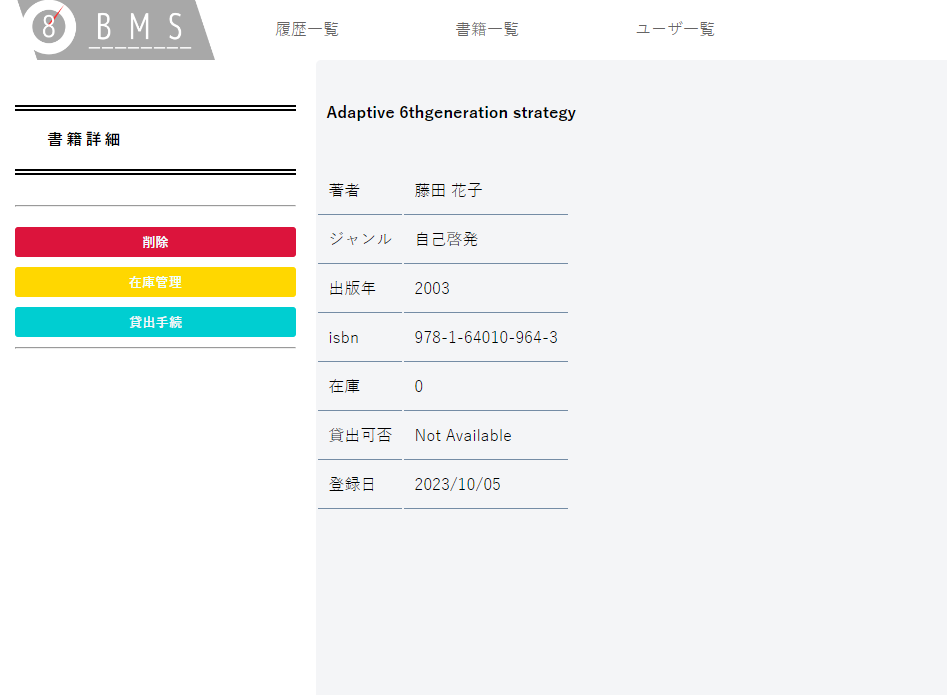 8 BMS
履歴一覧 書籍一覧 ユーザ一覧
書籍詳細
削除
在庫管理
貸出手続
Adaptive 6thgeneration strategy
著者 藤田 花子
ジャンル 自己啓発
出版年 2003
isbn 978-1-64010-964-3
在庫 0
貸出可否 Not Available
登録日 2023/10/05